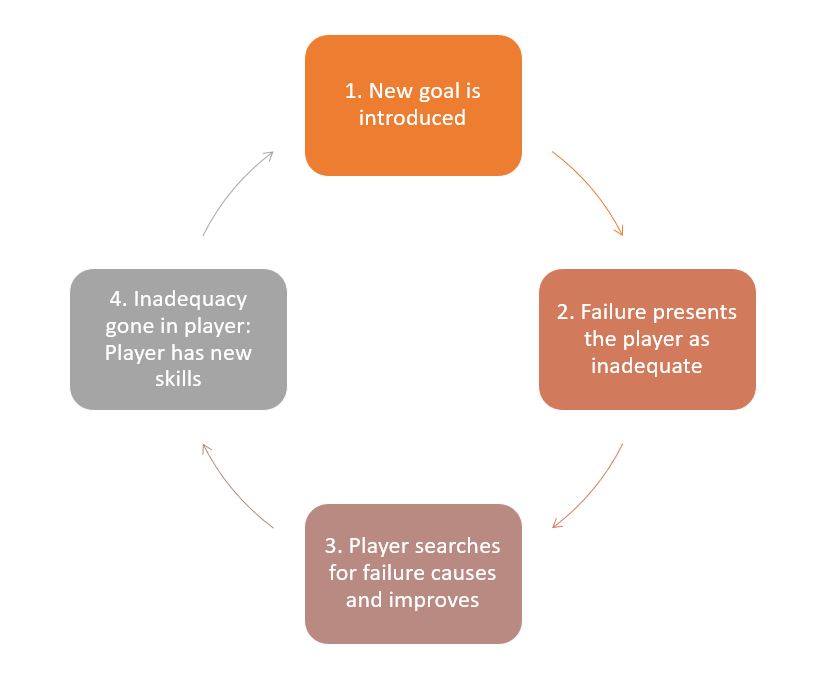 1. New goal is
introduced
2. Failure presents
the player as
inadequate
3. Player searches
for failure causes
and improves
4. Inadequacy
gone in player:
Player has new
skills